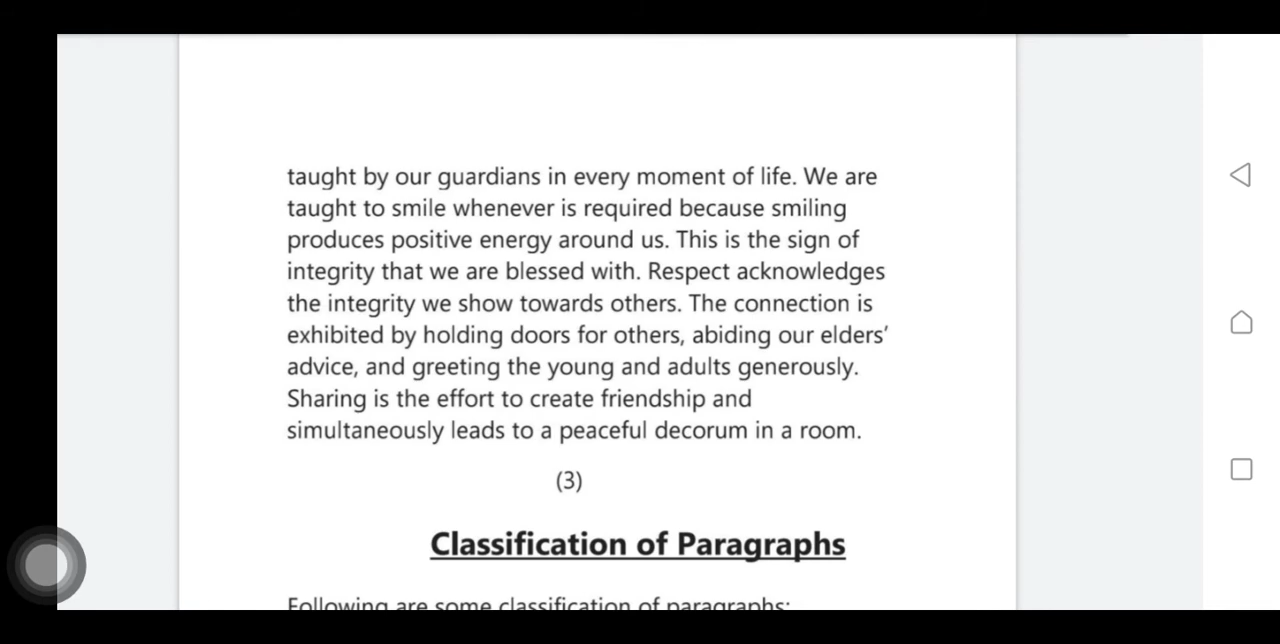 taught by our guardians in every moment of life. We are
taught to smile whenever is required because smiling
produces positive energy around us. This is the sign of
integrity that we are blessed with. Respect acknowledges
the integrity we show towards others. The connection is
exhibited by holding doors for others, abiding our elders’
advice, and greeting the young and adults generously.
Sharing is the effort to create friendship and
simultaneously leads to a peaceful decorum in a room.
(3)
Classification of Paragraphs
Following are some classification of paragraphs: